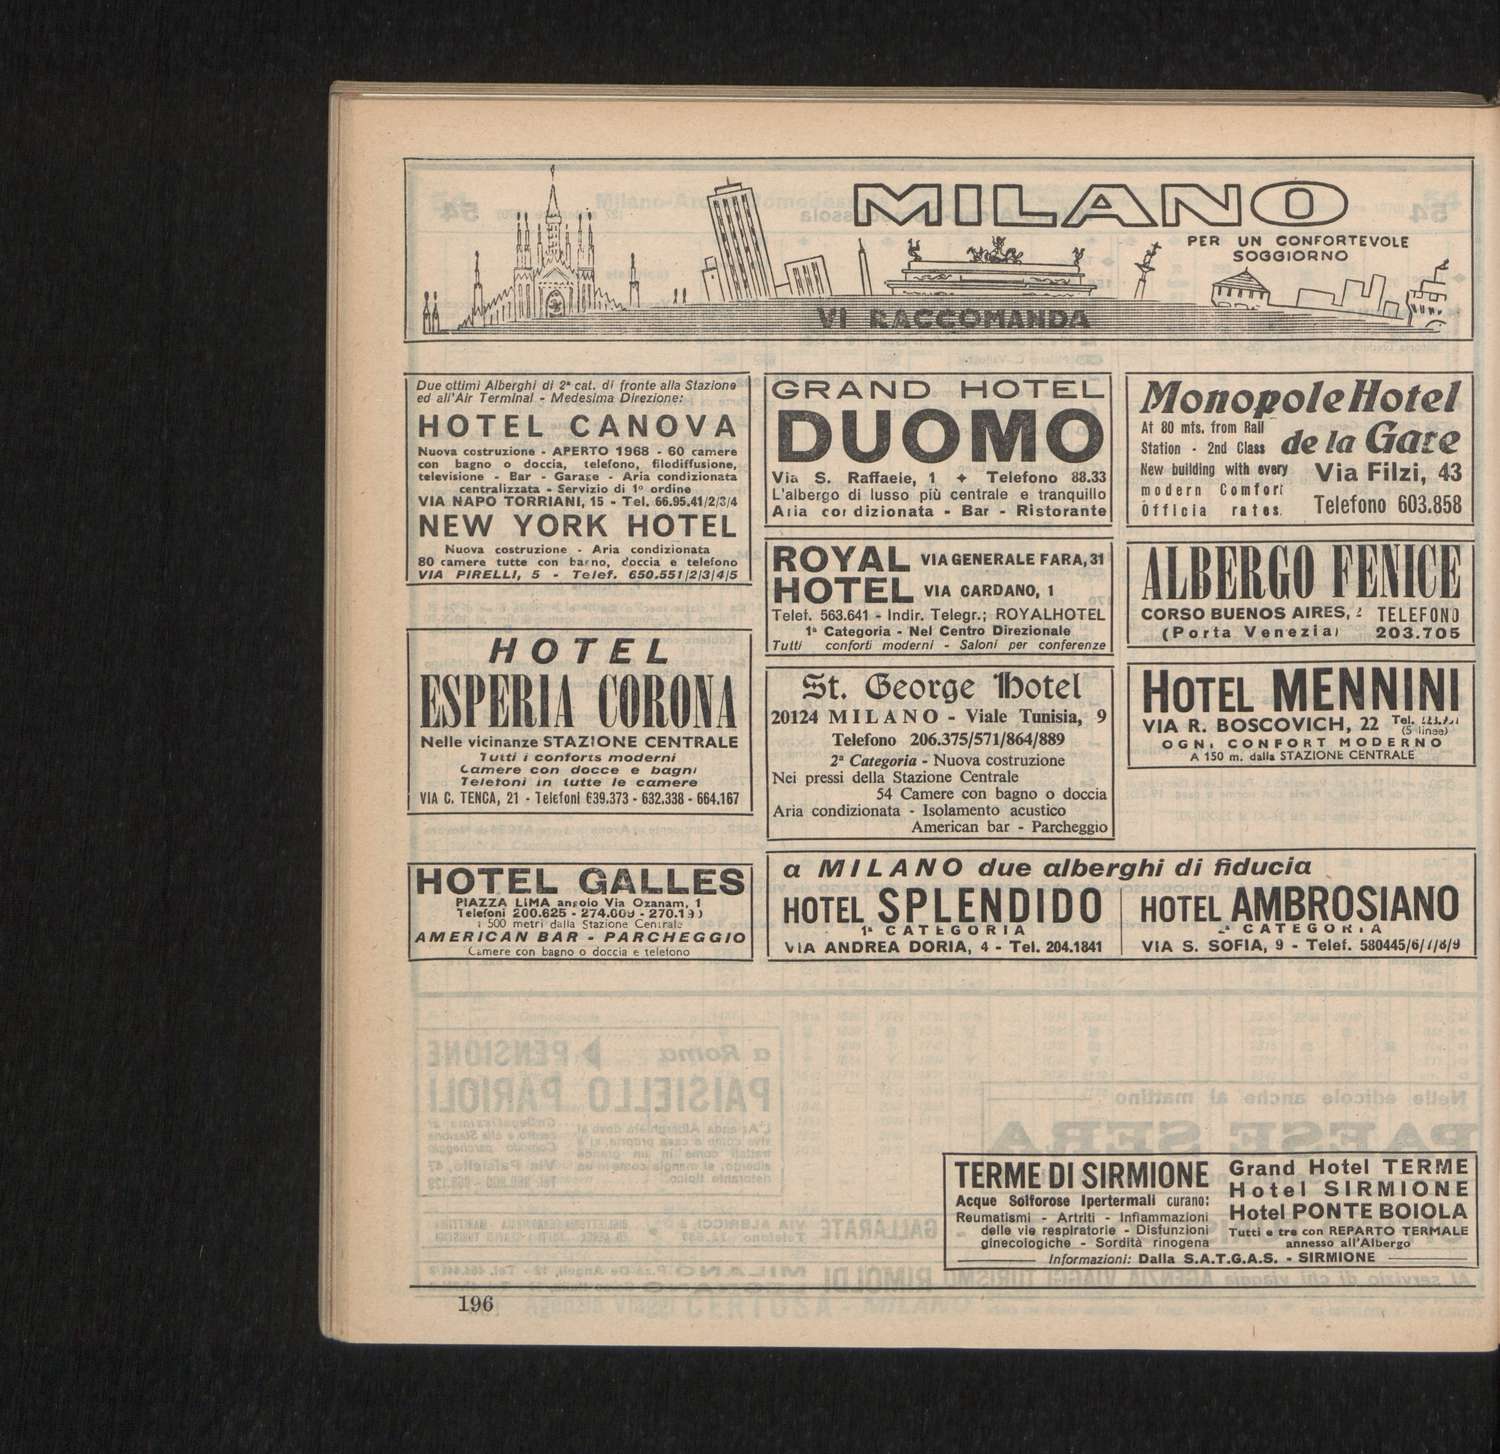 MILANO
PER UN CONFORTEVOLE
SOGGIORNO
VI RACCOMANDA
Due ottimi Alberghi di 2ª cat. di fronte alla Stazione
ed all'Air Terminal - Medesima Direzione:
HOTEL CANOVA
Nuova costruzione - APERTO 1968 - 60 camere
con bagno o doccia, telefono, filodiffusione,
televisione - Bar - Garage - Aria condizionata
centralizzata - Servizio di 1º ordine
VIA NAPO TORRIANI, 15 - Tel. 66.95.41/2/3/4
NEW YORK HOTEL
Nuova costruzione - Aria condizionata
80 camere tutte con bagno, doccia e telefono
VIA PIRELLI, 5 - Telef. 650.551/2/3/4/5
HOTEL
ESPERIA CORONA
Nelle vicinanze STAZIONE CENTRALE
Tutti i conforts moderni
Camere con docce e bagni
Telefoni in tutte le camere
VIA C. TENCA, 21 - Telefoni 639.373 - 632.338 - 664.167
HOTEL GALLES
PIAZZA LIMA angolo Via Ozanam, 1
Telefoni 200.625 - 274.000 -
a 500 metri dalla Stazione Centrale
AMERICAN BAR - PARCHEGGIO
Camere con bagno o doccia e telefono
GRAND HOTEL
DUOMO
Via S. Raffaele, 1 ✦ Telefono 88.33
L'albergo di lusso più centrale e tranquillo
Aria condizionata - Bar - Ristorante
ROYAL VIA GENERALE FARA, 31
HOTEL VIA CARDANO, 1
Telef. 563.641 - Indir. Telegr.; ROYALHOTEL
1ª Categoria - Nel Centro Direzionale
Tutti conforti moderni - Saloni per conferenze
St. George Hotel
20124 MILANO - Viale Tunisia, 9
Telefono 206.375/571/864/889
2ª Categoria - Nuova costruzione
Nei pressi della Stazione Centrale
54 Camere con bagno o doccia
Aria condizionata - Isolamento acustico
American bar - Parcheggio
Monopole Hotel
de la Gare
At 80 mts. from Rail
Station - 2nd Class
New building with every
modern Comfort
Officia rates.
Via Filzi, 43
Telefono 603.858
ALBERGO FENICE
CORSO BUENOS AIRES, 2 TELEFONO
(Porta Venezia) 203.705
HOTEL MENNINI
VIA R. BOSCOVICH, 22 Tel.
(5 linee)
OGNI CONFORT MODERNO
A 150 m. dalla STAZIONE CENTRALE
a MILANO due alberghi di fiducia
HOTEL SPLENDIDO
1ª CATEGORIA
VIA ANDREA DORIA, 4 - Tel. 204.1841
HOTEL AMBROSIANO
2ª CATEGORIA
VIA S. SOFIA, 9 - Telef. 580445/6/7/8/9
TERME DI SIRMIONE
Acque Solforose Ipertermali curano:
Reumatismi - Artriti - Infiammazioni
delle vie respiratorie - Disfunzioni
ginecologiche - Sordità rinogena
Grand Hotel TERME
Hotel SIRMIONE
Hotel PONTE BOIOLA
Tutti e tre con REPARTO TERMALE
annesso all'Albergo
Informazioni: Dalla S.A.T.G.A.S. - SIRMIONE
196